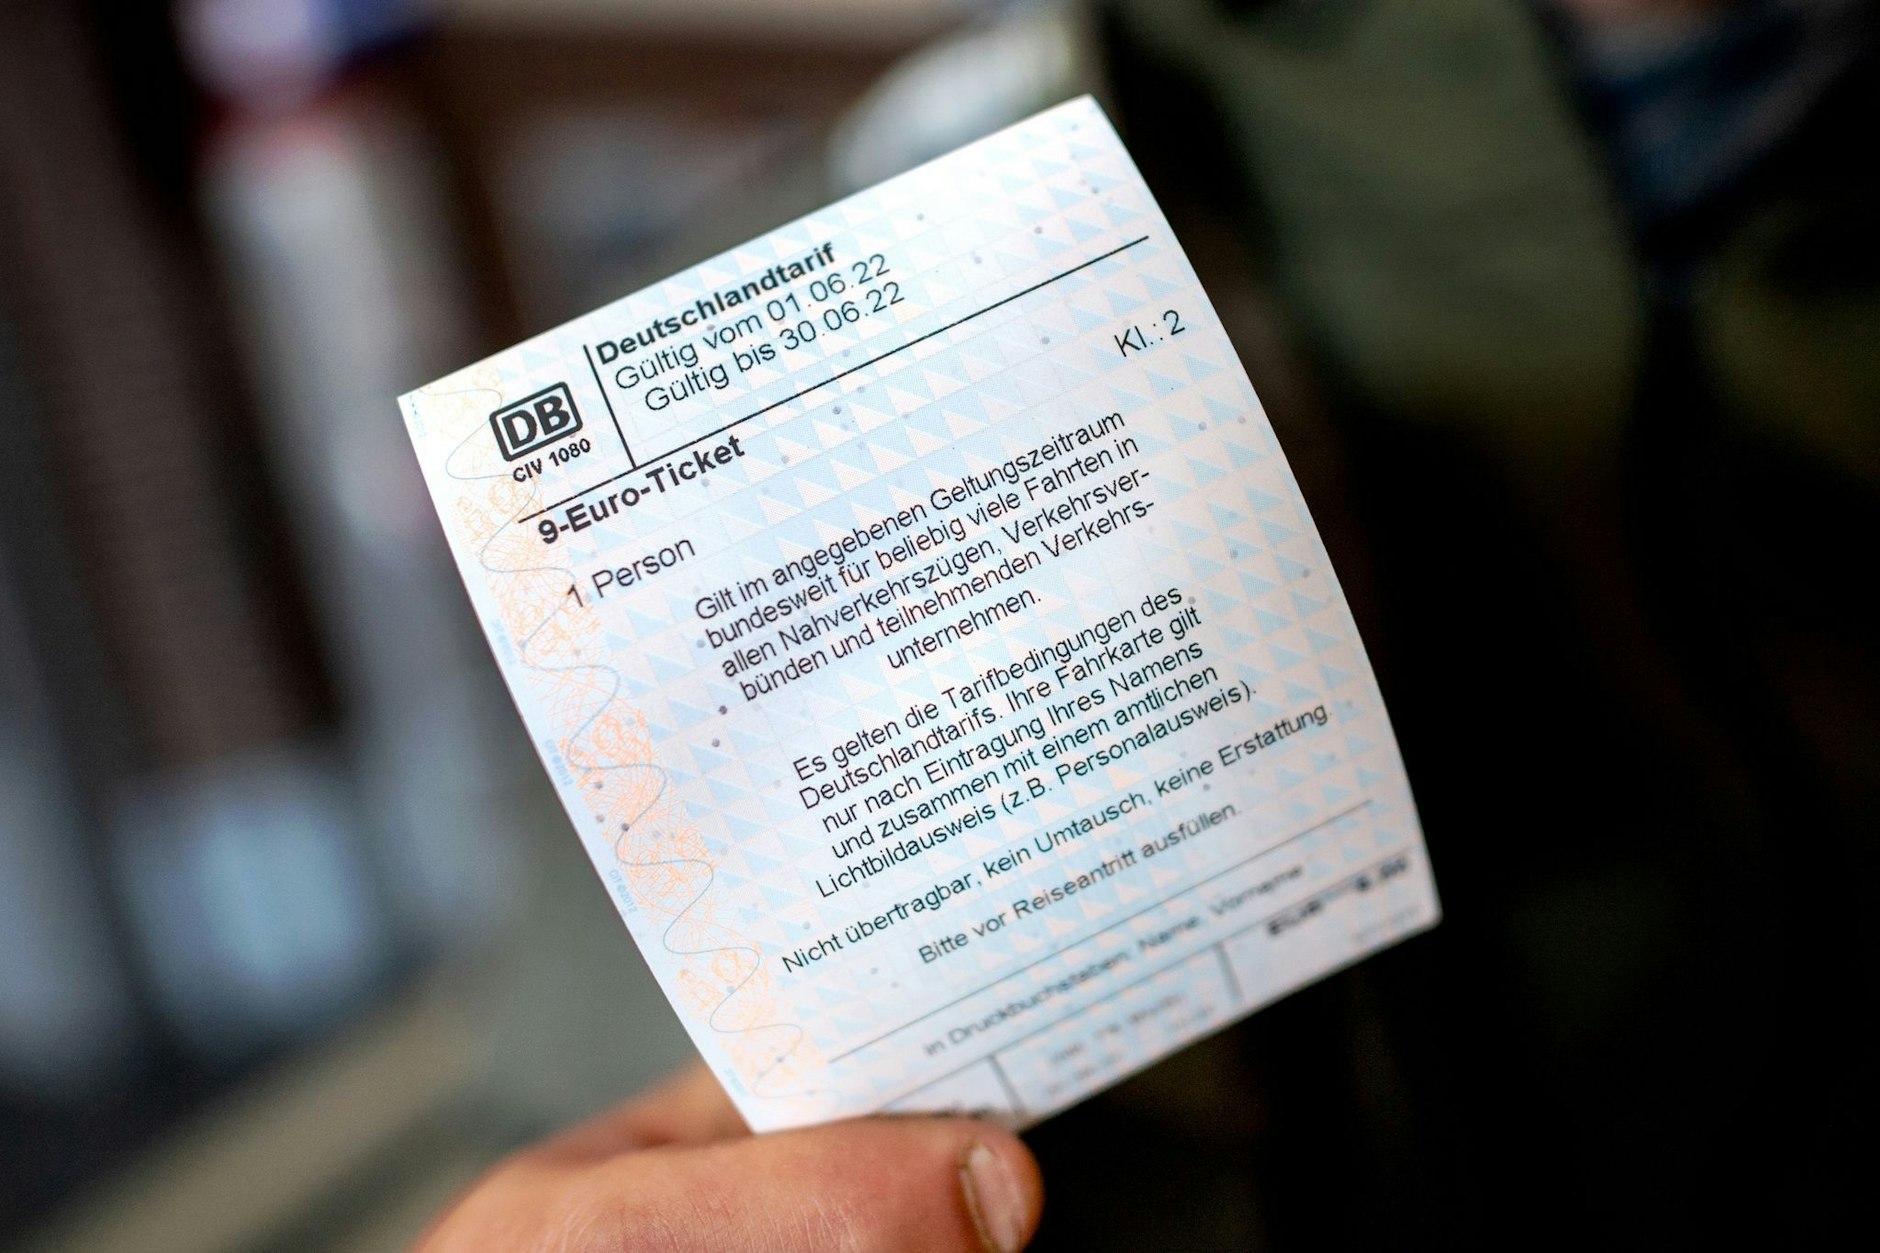 Deutschlandtarif
Gültig vom 01.06.22
Gültig bis 30.06.22
DB
CIV 1080
Kl.: 2
9-Euro-Ticket
1 Person
Gilt im angegebenen Geltungszeitraum
bundesweit für beliebig viele Fahrten in
allen Nahverkehrszügen, Verkehrsver-
bünden und teilnehmenden Verkehrs-
unternehmen.
Es gelten die Tarifbedingungen des
Deutschlandtarifs. Ihre Fahrkarte gilt
nur nach Eintragung Ihres Namens
und zusammen mit einem amtlichen
Lichtbildausweis (z.B. Personalausweis).
Nicht übertragbar, kein Umtausch, keine Erstattung.
Bitte vor Reiseantritt ausfüllen.
in Druckbuchstaben: Name, Vorname
EUR